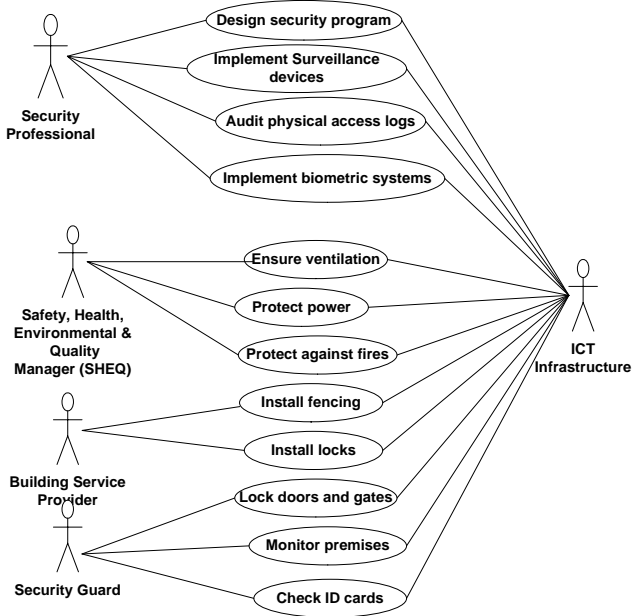 Design security program
Implement Surveillance
devices
Audit physical access logs
Implement biometric systems
Security
Professional
Ensure ventilation
Protect power
Protect against fires
Safety, Health,
Environmental &
Quality
Manager (SHEQ)
ICT
Infrastructure
Install fencing
Install locks
Building Service
Provider
Lock doors and gates
Monitor premises
Check ID cards
Security Guard